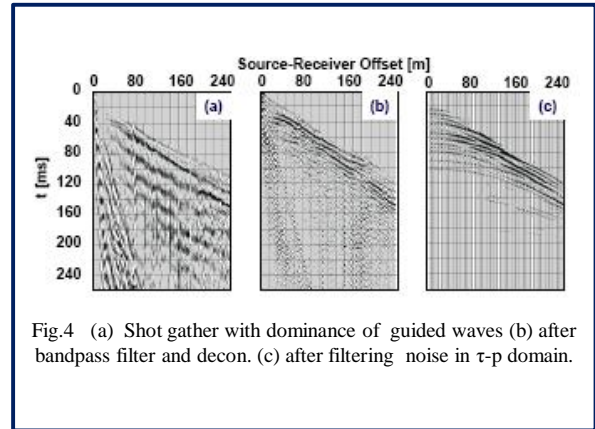 Source-Receiver Offset [m]
0 80 160 240 0 80 160 240 0 80 160 240
0
40
80
120
160
200
240
t [ms]
(a) (b) (c)
Fig.4 (a) Shot gather with dominance of guided waves (b) after
bandpass filter and decon. (c) after filtering noise in τ-p domain.